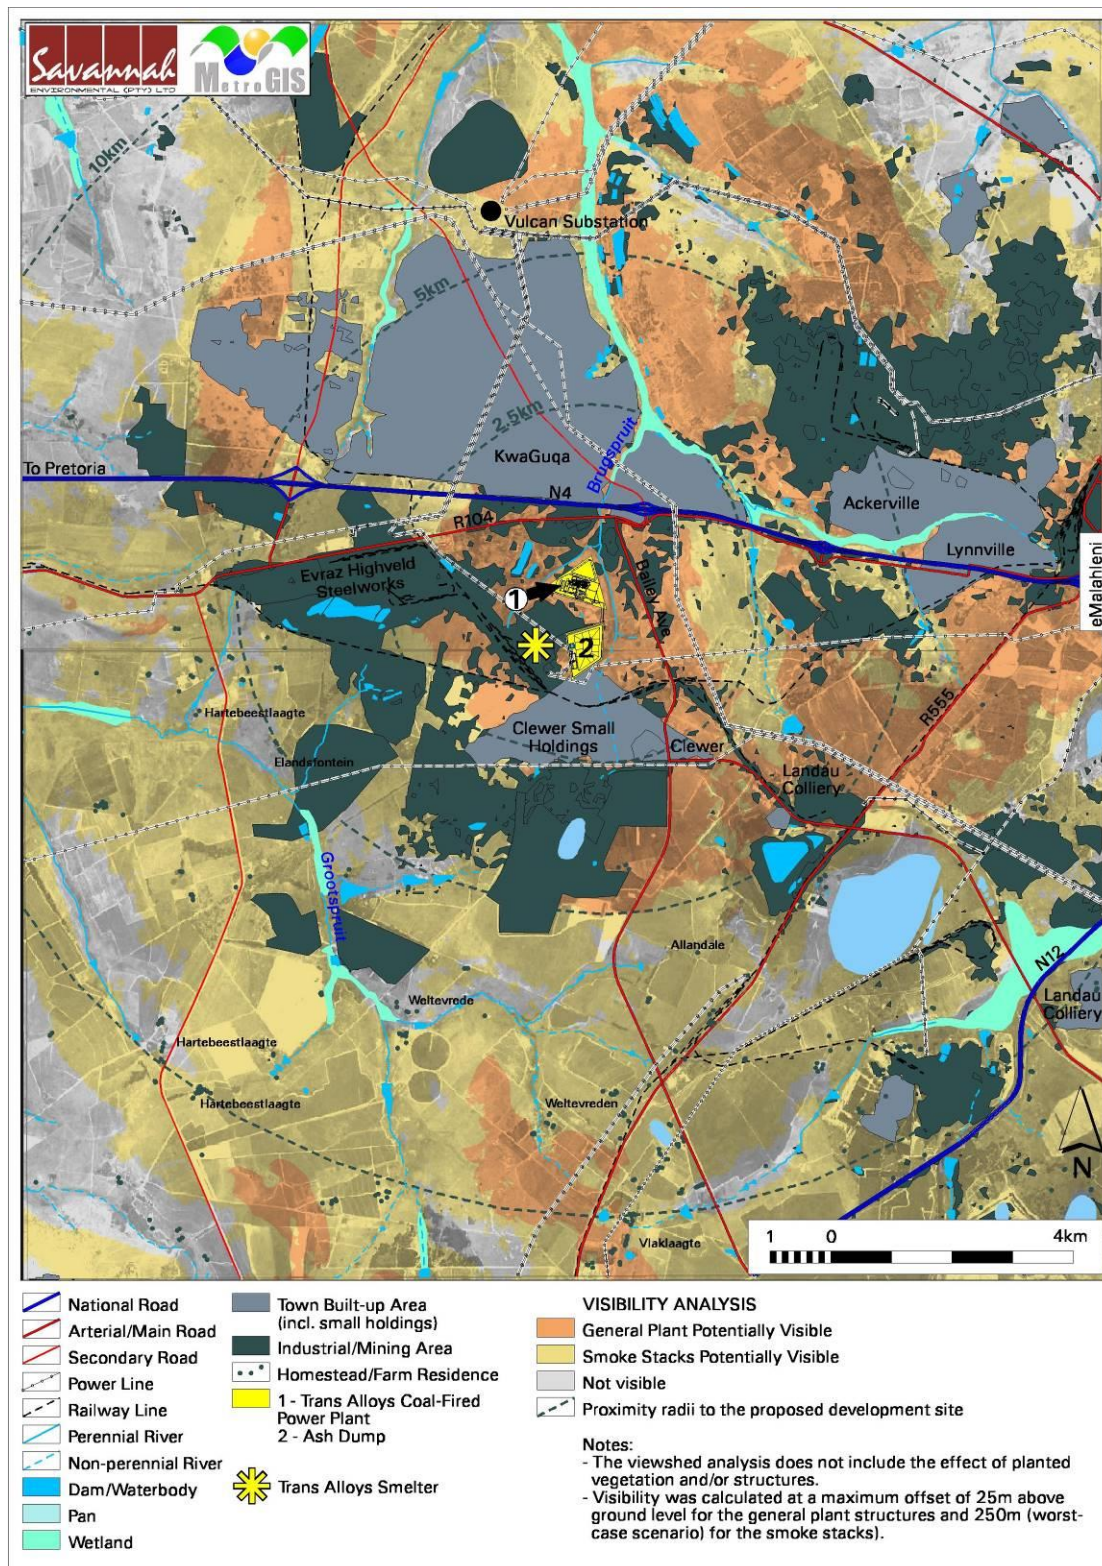 Savannah
ENVIRONMENTAL (PTY) LTD
MetroGIS
10km
Vulcan Substation
5km
2.5km
KwaGuqa
Brugspruit
To Pretoria
N4
Ackerville
R104
Lynnville
Evraz Highveld
Steelworks
eMalahleni
1
Balley Ave
2
R555
Hartebeestlaagte
Clewer Small
Holdings
Clewer
Elandsfontein
Landau
Colliery
Grootspruit
Allandale
N12
Weltevrede
Landau
Colliery
Hartebeestlaagte
Hartebeestlaagte
Weltevreden
N
Vlaklaagte
1 0 4km
National Road
Arterial/Main Road
Secondary Road
Power Line
Railway Line
Perennial River
Non-perennial River
Dam/Waterbody
Pan
Wetland
Town Built-up Area
(incl. small holdings)
Industrial/Mining Area
Homestead/Farm Residence
1 - Trans Alloys Coal-Fired
Power Plant
2 - Ash Dump
Trans Alloys Smelter
VISIBILITY ANALYSIS
General Plant Potentially Visible
Smoke Stacks Potentially Visible
Not visible
Proximity radii to the proposed development site
Notes:
- The viewshed analysis does not include the effect of planted
vegetation and/or structures.
- Visibility was calculated at a maximum offset of 25m above
ground level for the general plant structures and 250m (worst-
case scenario) for the smoke stacks).